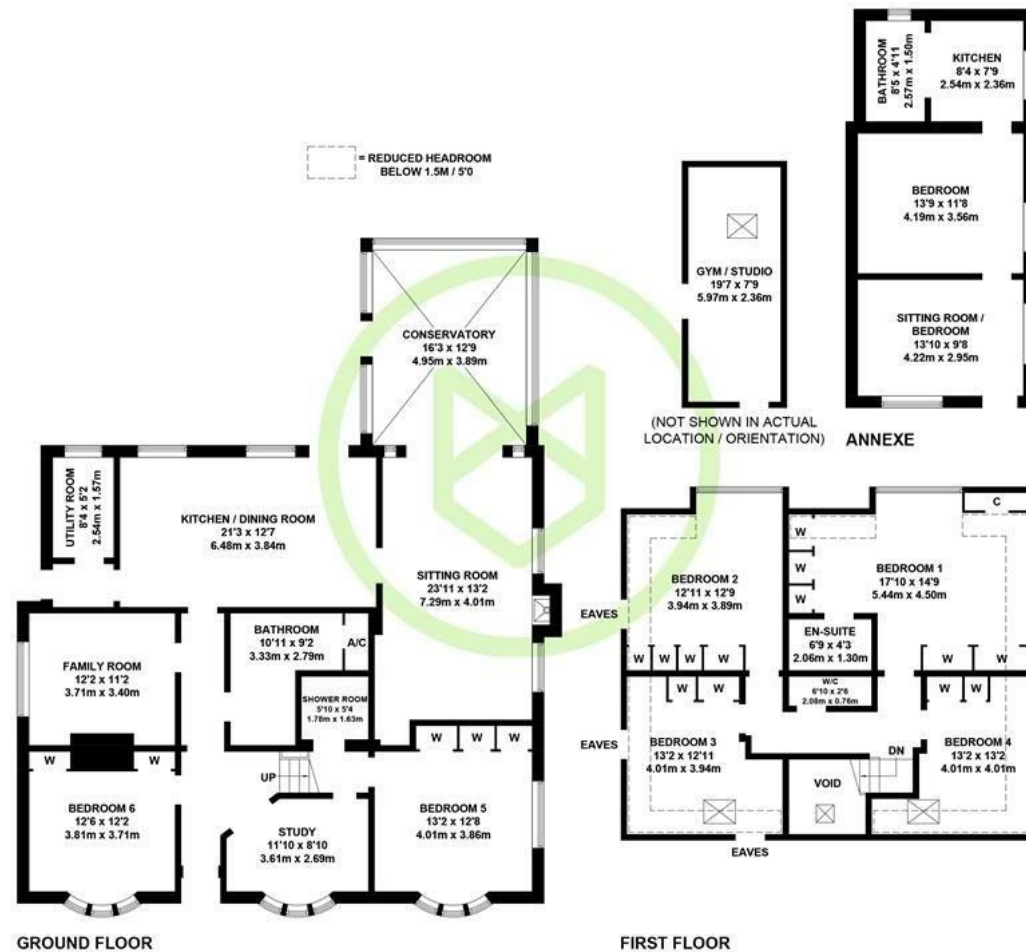 = REDUCED HEADROOM
BELOW 1.5M / 5'0
BATHROOM
8'5 x 4'11
2.57m x 1.50m
KITCHEN
8'4 x 7'9
2.54m x 2.36m
BEDROOM
13'9 x 11'8
4.19m x 3.56m
SITTING ROOM /
BEDROOM
13'10 x 9'8
4.22m x 2.95m
ANNEXE
GYM / STUDIO
19'7 x 7'9
5.97m x 2.36m
(NOT SHOWN IN ACTUAL
LOCATION / ORIENTATION)
CONSERVATORY
16'3 x 12'9
4.95m x 3.89m
UTILITY ROOM
8'4 x 5'2
2.54m x 1.57m
KITCHEN / DINING ROOM
21'3 x 12'7
6.48m x 3.84m
SITTING ROOM
23'11 x 13'2
7.29m x 4.01m
BATHROOM
10'11 x 9'2
3.33m x 2.79m
A/C
FAMILY ROOM
12'2 x 11'2
3.71m x 3.40m
SHOWER ROOM
5'10 x 5'4
1.78m x 1.63m
W
W
W
W
W
UP
BEDROOM 6
12'6 x 12'2
3.81m x 3.71m
STUDY
11'10 x 8'10
3.61m x 2.69m
BEDROOM 5
13'2 x 12'8
4.01m x 3.86m
GROUND FLOOR
C
W
W
W
BEDROOM 2
12'11 x 12'9
3.94m x 3.89m
BEDROOM 1
17'10 x 14'9
5.44m x 4.50m
EAVES
EN-SUITE
6'9 x 4'3
2.06m x 1.30m
W
W
W
W
W
W
W/C
6'10 x 2'6
2.08m x 0.76m
W
W
W
W
EAVES
BEDROOM 3
13'2 x 12'11
4.01m x 3.94m
DN
BEDROOM 4
13'2 x 13'2
4.01m x 4.01m
VOID
EAVES
FIRST FLOOR